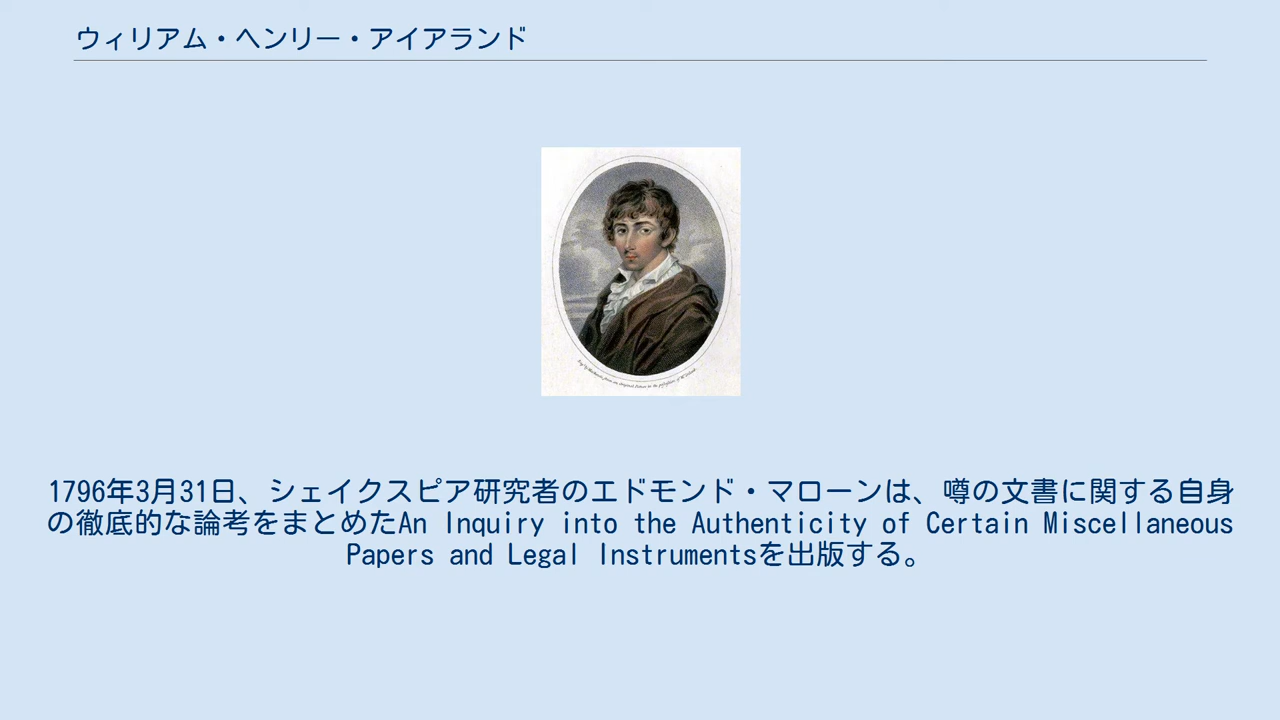 ウィリアム・ヘンリー・アイアランド
1796年3月31日、シェイクスピア研究者のエドモンド・マローンは、噂の文書に関する自身
の徹底的な論考をまとめたAn Inquiry into the Authenticity of Certain Miscellaneous
Papers and Legal Instrumentsを出版する。